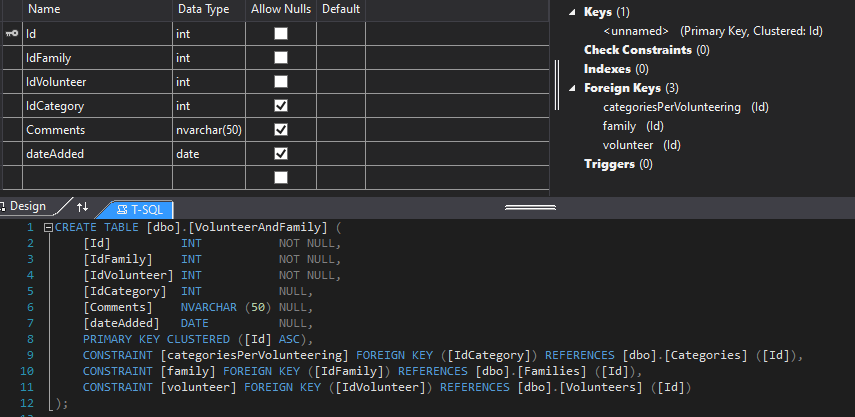 Name Data Type Allow Nulls Default
Id int
IdFamily int
IdVolunteer int
IdCategory int
Comments nvarchar(50)
dateAdded date
Keys (1)
<unnamed> (Primary Key, Clustered: Id)
Check Constraints (0)
Indexes (0)
Foreign Keys (3)
categoriesPerVolunteering (Id)
family (Id)
volunteer (Id)
Triggers (0)
Design T-SQL
1 CREATE TABLE [dbo].[VolunteerAndFamily] (
2 [Id] INT NOT NULL,
3 [IdFamily] INT NOT NULL,
4 [IdVolunteer] INT NOT NULL,
5 [IdCategory] INT NULL,
6 [Comments] NVARCHAR (50) NULL,
7 [dateAdded] DATE NULL,
8 PRIMARY KEY CLUSTERED ([Id] ASC),
9 CONSTRAINT [categoriesPerVolunteering] FOREIGN KEY ([IdCategory]) REFERENCES [dbo].[Categories] ([Id]),
10 CONSTRAINT [family] FOREIGN KEY ([IdFamily]) REFERENCES [dbo].[Families] ([Id]),
11 CONSTRAINT [volunteer] FOREIGN KEY ([IdVolunteer]) REFERENCES [dbo].[Volunteers] ([Id])
12 );
13